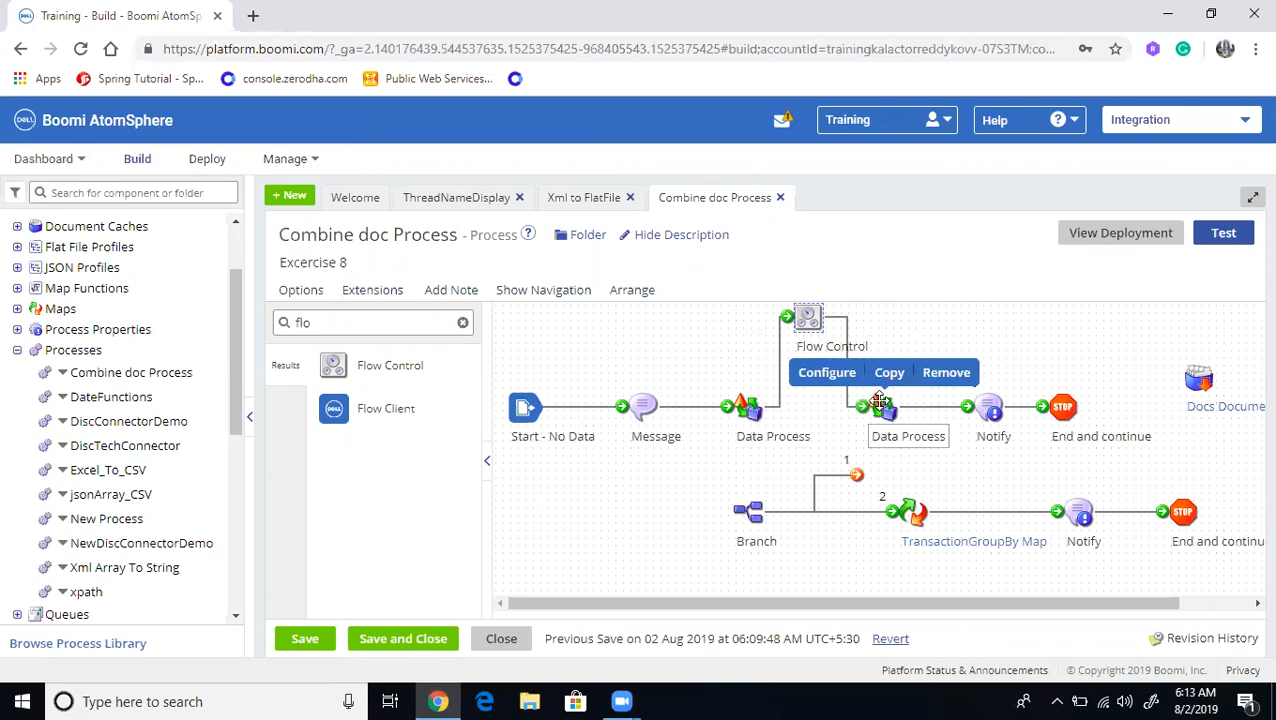 Training - Build - Boomi AtomSp
https://platform.boomi.com/?_ga=2.140176439.544537635.1525375425-968405543.1525375425#build;accountId=trainingkalactorreddykovv-07S3TM;co...
Apps
Spring Tutorial - Sp...
console.zerodha.com
Public Web Services...
DELL
Boomi AtomSphere
Training
Help
Integration
Dashboard
Build
Deploy
Manage
Search for component or folder
+ New
Welcome
ThreadNameDisplay
Xml to FlatFile
Combine doc Process
Document Caches
Flat File Profiles
JSON Profiles
Map Functions
Maps
Process Properties
Processes
Combine doc Process
DateFunctions
DiscConnectorDemo
DiscTechConnector
Excel_To_CSV
jsonArray_CSV
New Process
NewDiscConnectorDemo
Xml Array To String
xpath
Queues
Browse Process Library
Combine doc Process - Process
Folder
Hide Description
View Deployment
Test
Excercise 8
Options
Extensions
Add Note
Show Navigation
Arrange
flo
Results
Flow Control
DELL
Flow Client
Flow Control
Configure
Copy
Remove
STOP
Docs Docume
Start - No Data
Message
Data Process
Data Process
Notify
End and continue
1
2
STOP
Branch
TransactionGroupBy Map
Notify
End and continu
Save
Save and Close
Close
Previous Save on 02 Aug 2019 at 06:09:48 AM UTC+5:30
Revert
Revision History
Platform Status & Announcements
© Copyright 2019 Boomi, Inc.
Privacy
Type here to search
6:13 AM
8/2/2019
1